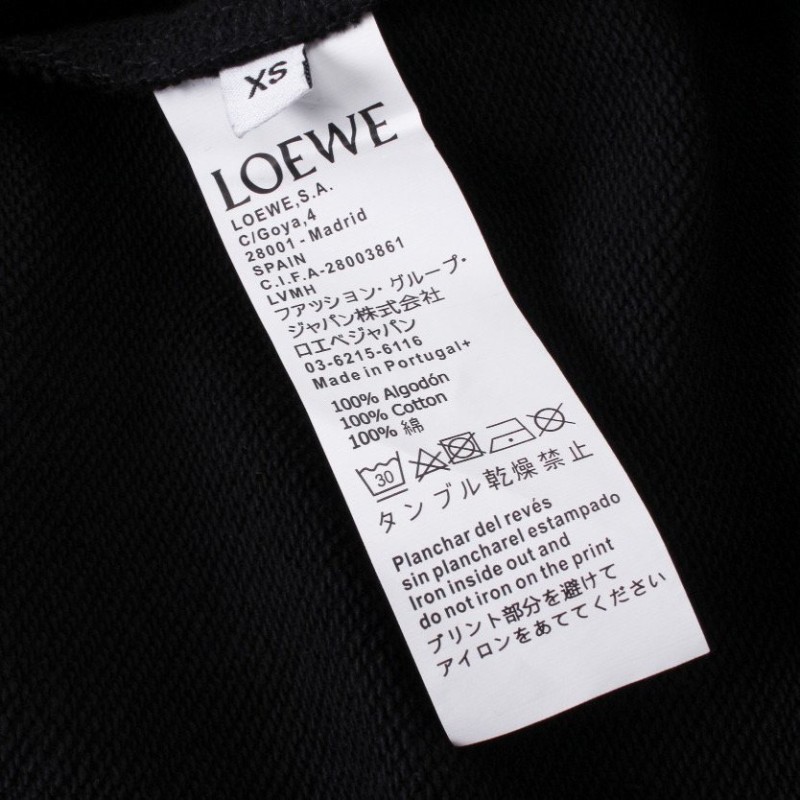 XS
LOEWE
LOEWE,S.A.
C/Goya,4
28001 - Madrid
SPAIN
C.I.F.A-28003861
LVMH
ファッション・グループ・
ジャパン株式会社
ロエベジャパン
03-6215-6116
Made in Portugal+
100% Algodón
100% Cotton
100% 綿
30
タンブル乾燥禁止
Planchar del revés
sin plancharel estampado
Iron inside out and
do not iron on the print
プリント部分を避けて
アイロンをあててください